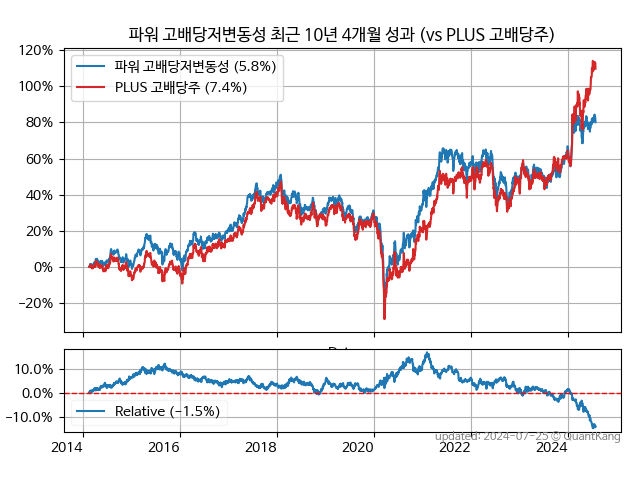 파워 고배당저변동성 최근 10년 4개월 성과 (vs PLUS 고배당주)
120%
100%
80%
60%
40%
20%
0%
−20%
파워 고배당저변동성 (5.8%)
PLUS 고배당주 (7.4%)
10.0%
0.0%
−10.0%
Relative (−1.5%)
2014 2016 2018 2020 2022 2024
updated: 2024-07-25 © QuantKang